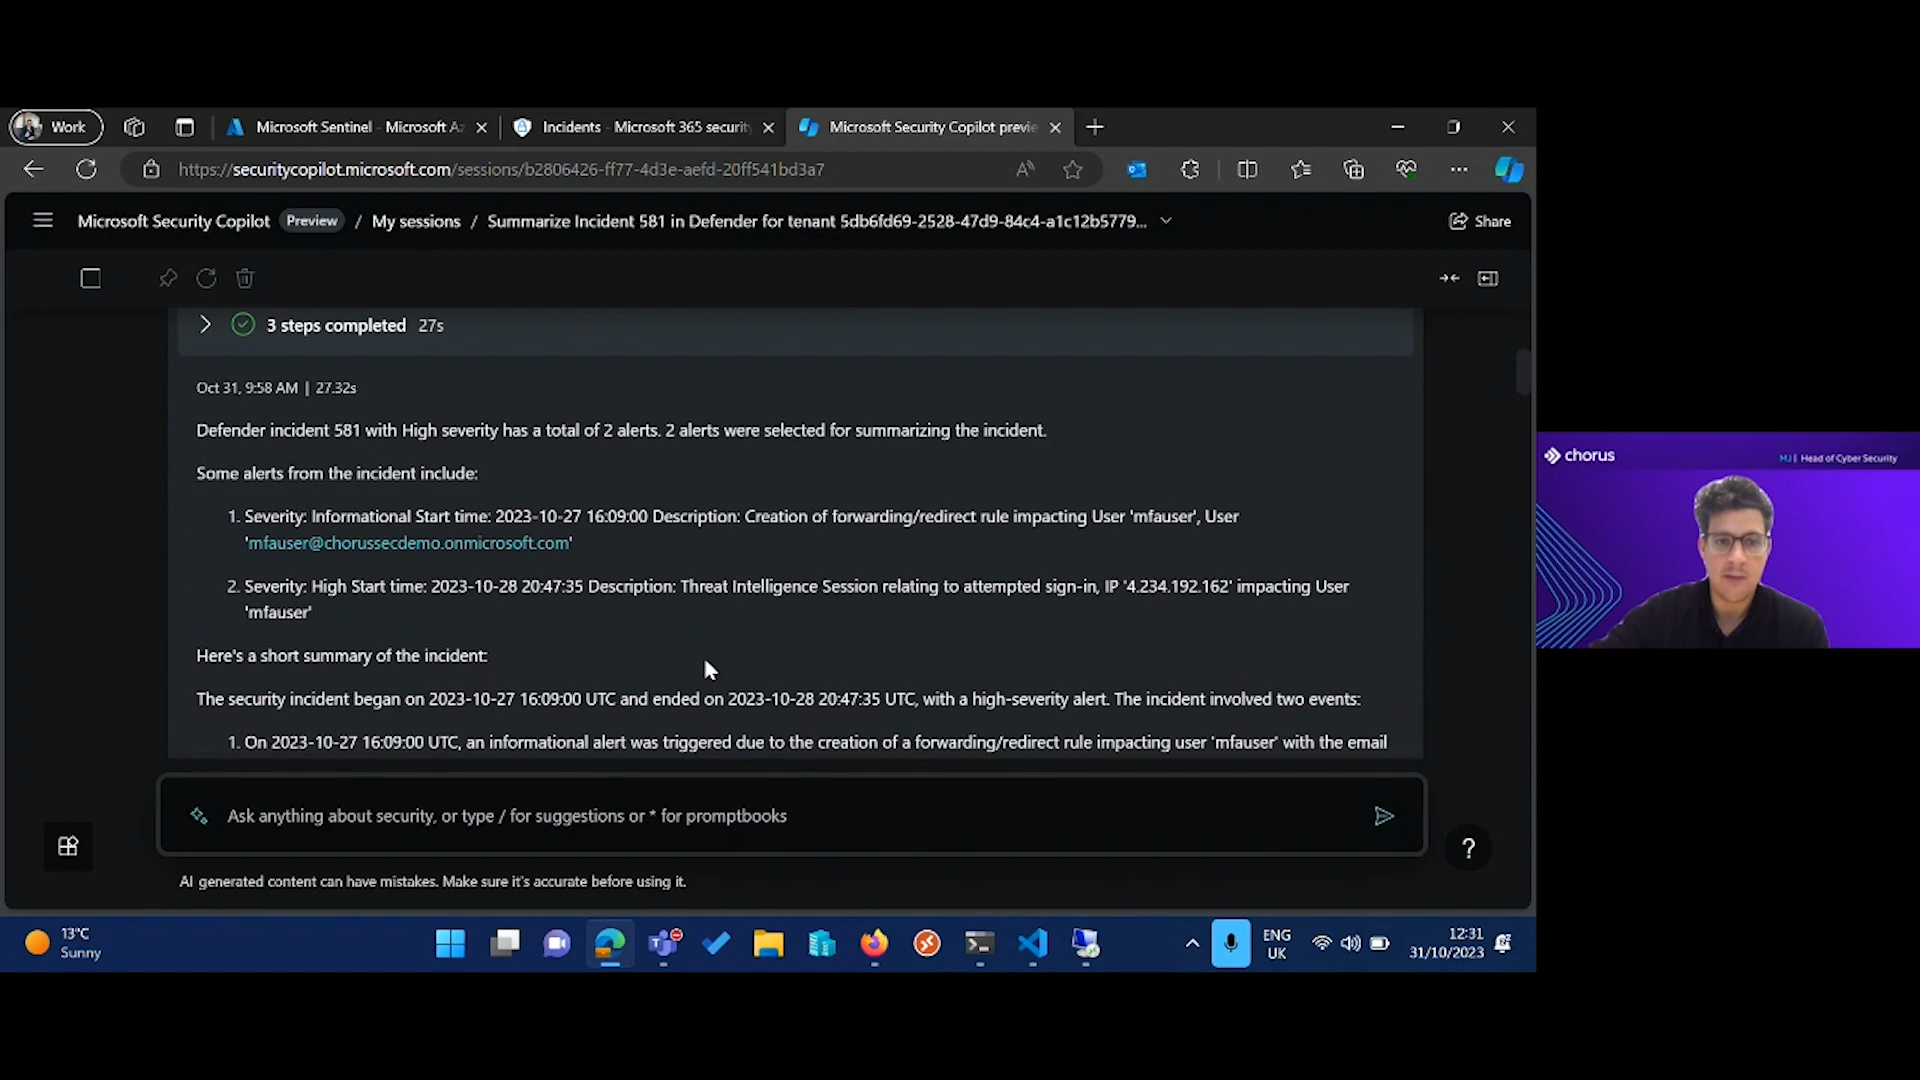 Work
Microsoft Sentinel - Microsoft Az
Incidents - Microsoft 365 security
Microsoft Security Copilot previe
https://securitycopilot.microsoft.com/sessions/b2806426-ff77-4d3e-aefd-20ff541bd3a7
Microsoft Security Copilot Preview / My sessions / Summarize Incident 581 in Defender for tenant 5db6fd69-2528-47d9-84c4-a1c12b5779...
Share
3 steps completed 27s
Oct 31, 9:58 AM | 27.32s
Defender incident 581 with High severity has a total of 2 alerts. 2 alerts were selected for summarizing the incident.
Some alerts from the incident include:
1. Severity: Informational Start time: 2023-10-27 16:09:00 Description: Creation of forwarding/redirect rule impacting User 'mfauser', User
'mfauser@chorussecdemo.onmicrosoft.com'
2. Severity: High Start time: 2023-10-28 20:47:35 Description: Threat Intelligence Session relating to attempted sign-in, IP '4.234.192.162' impacting User
'mfauser'
Here's a short summary of the incident:
The security incident began on 2023-10-27 16:09:00 UTC and ended on 2023-10-28 20:47:35 UTC, with a high-severity alert. The incident involved two events:
1. On 2023-10-27 16:09:00 UTC, an informational alert was triggered due to the creation of a forwarding/redirect rule impacting user 'mfauser' with the email
Ask anything about security, or type / for suggestions or * for promptbooks
?
AI generated content can have mistakes. Make sure it's accurate before using it.
13°C
Sunny
ENG
UK
12:31
31/10/2023
chorus
MJ | Head of Cyber Security